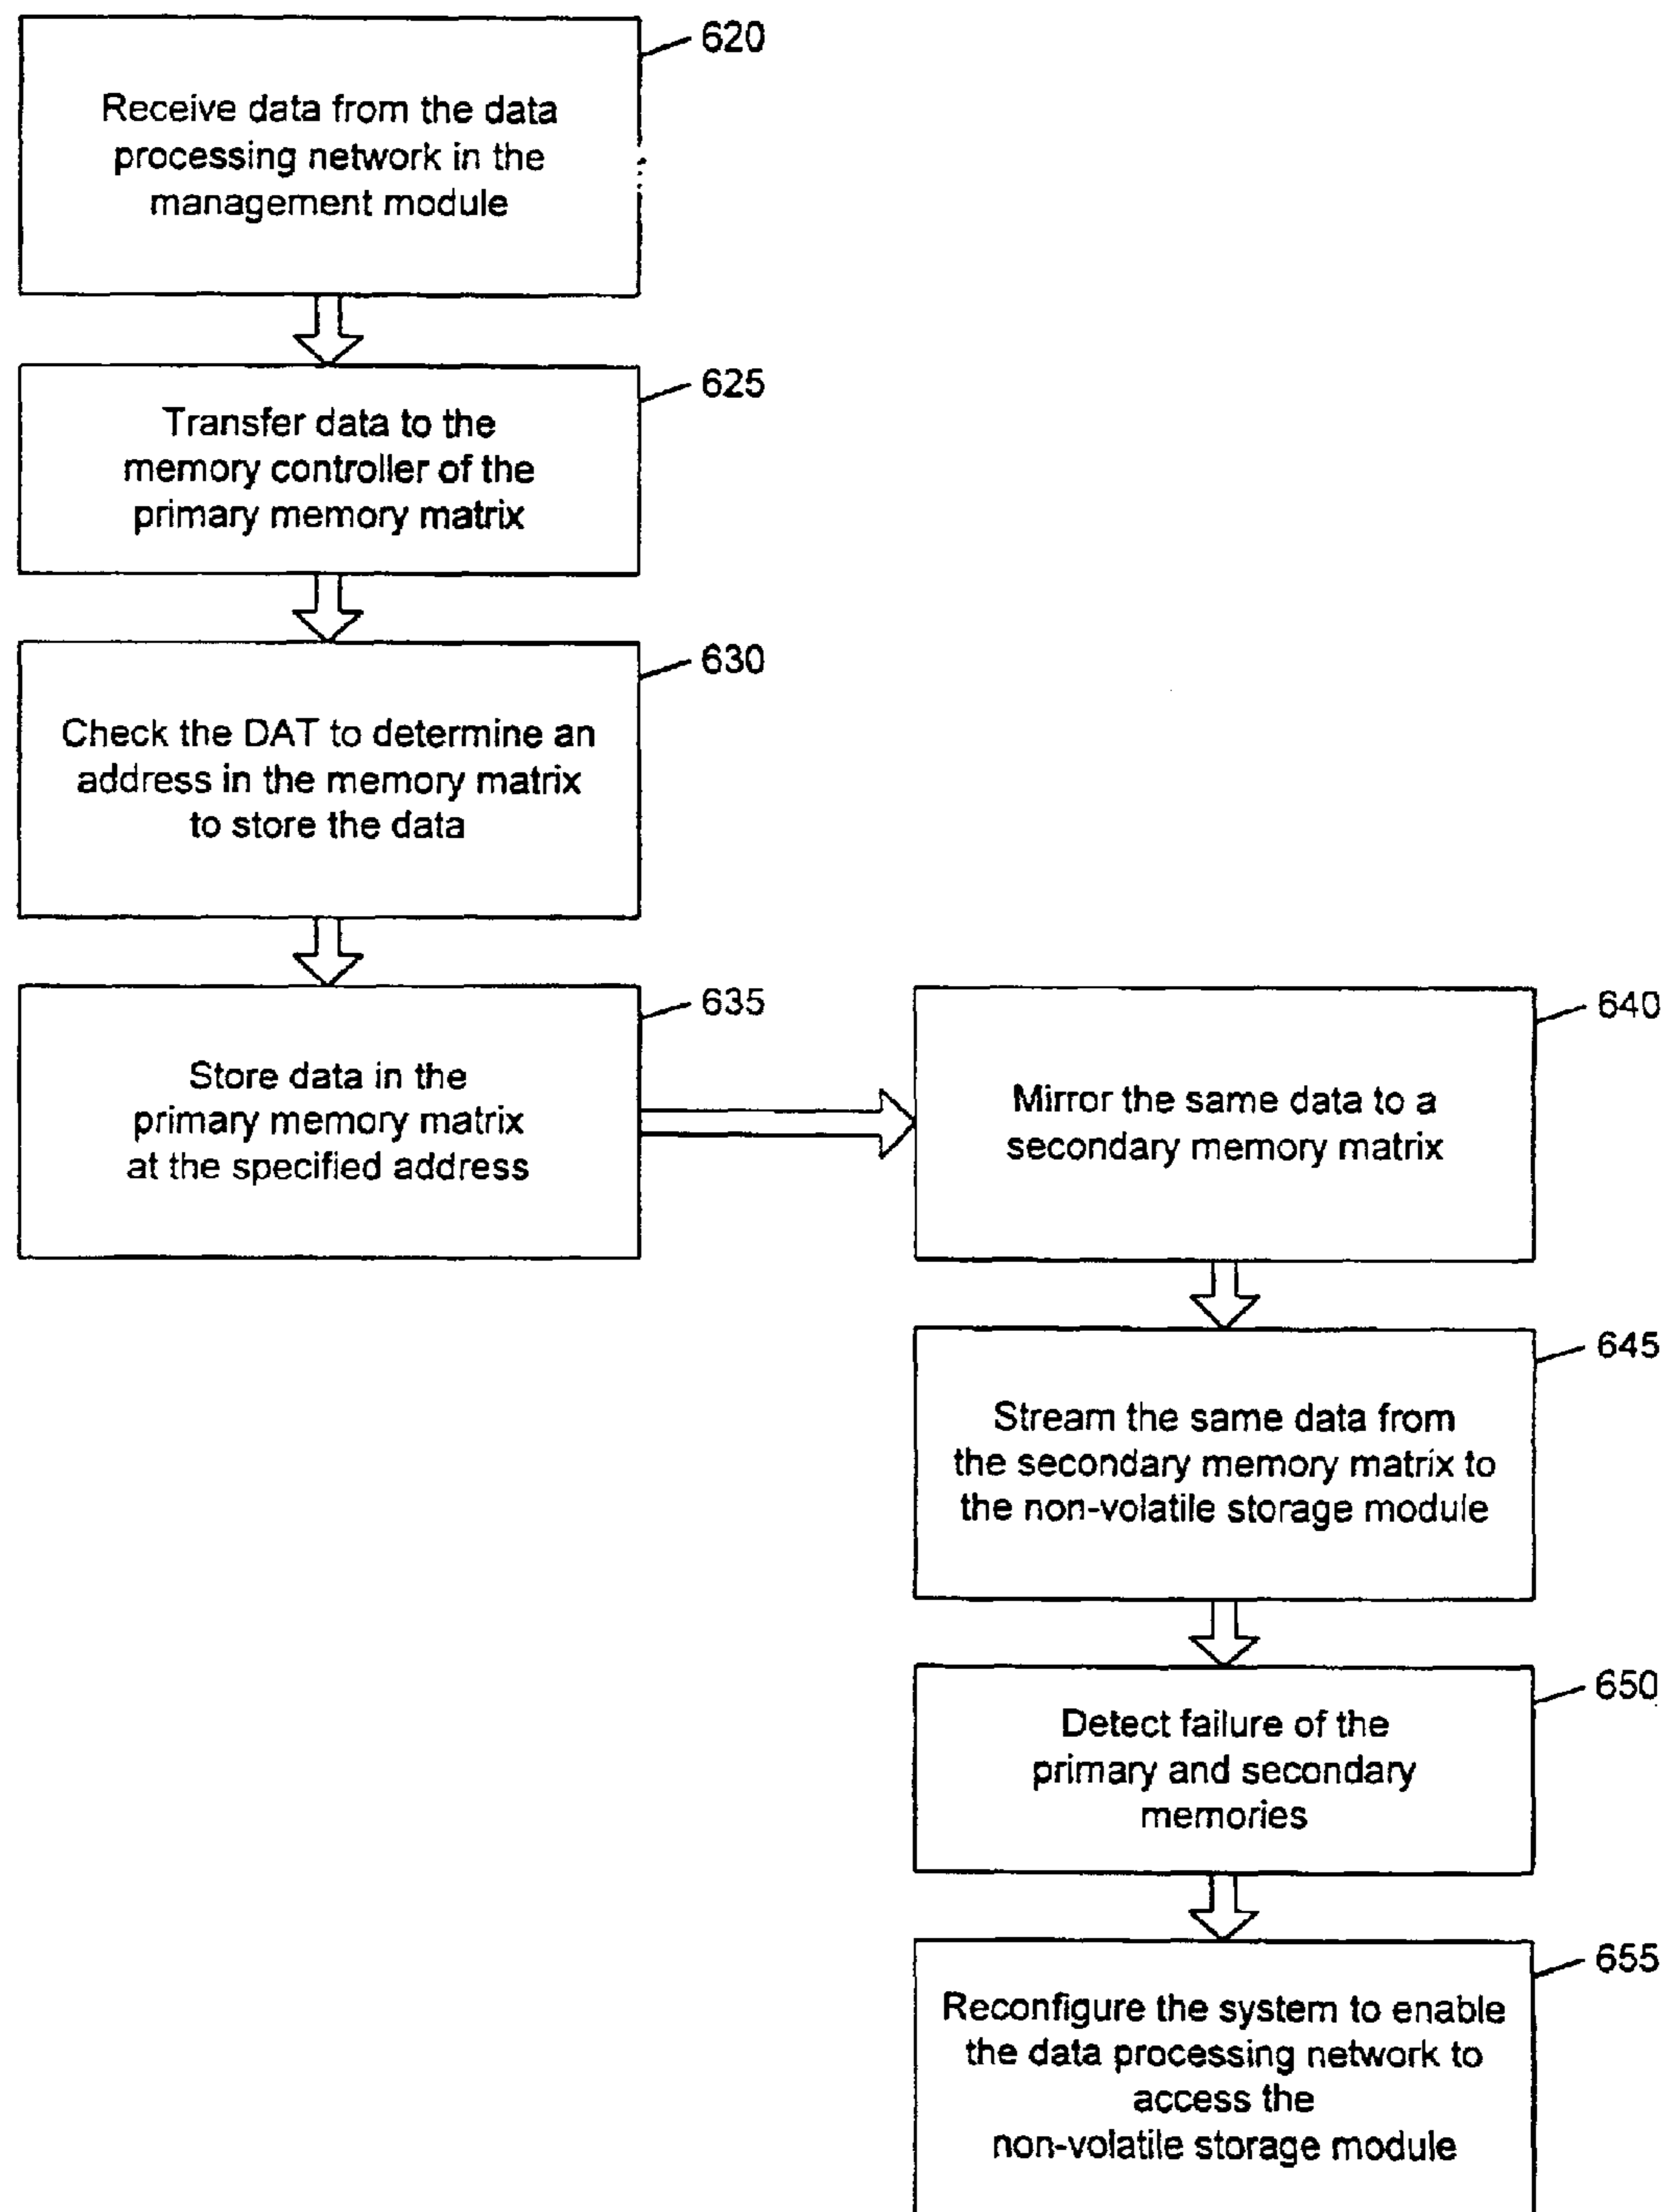 620
Receive data from the data
processing network in the
management module
625
Transfer data to the
memory controller of the
primary memory matrix
630
Check the DAT to determine an
address in the memory matrix
to store the data
635
Store data in the
primary memory matrix
at the specified address
640
Mirror the same data to a
secondary memory matrix
645
Stream the same data from
the secondary memory matrix to
the non-volatile storage module
650
Detect failure of the
primary and secondary
memories
655
Reconfigure the system to enable
the data processing network to
access the
non-volatile storage module